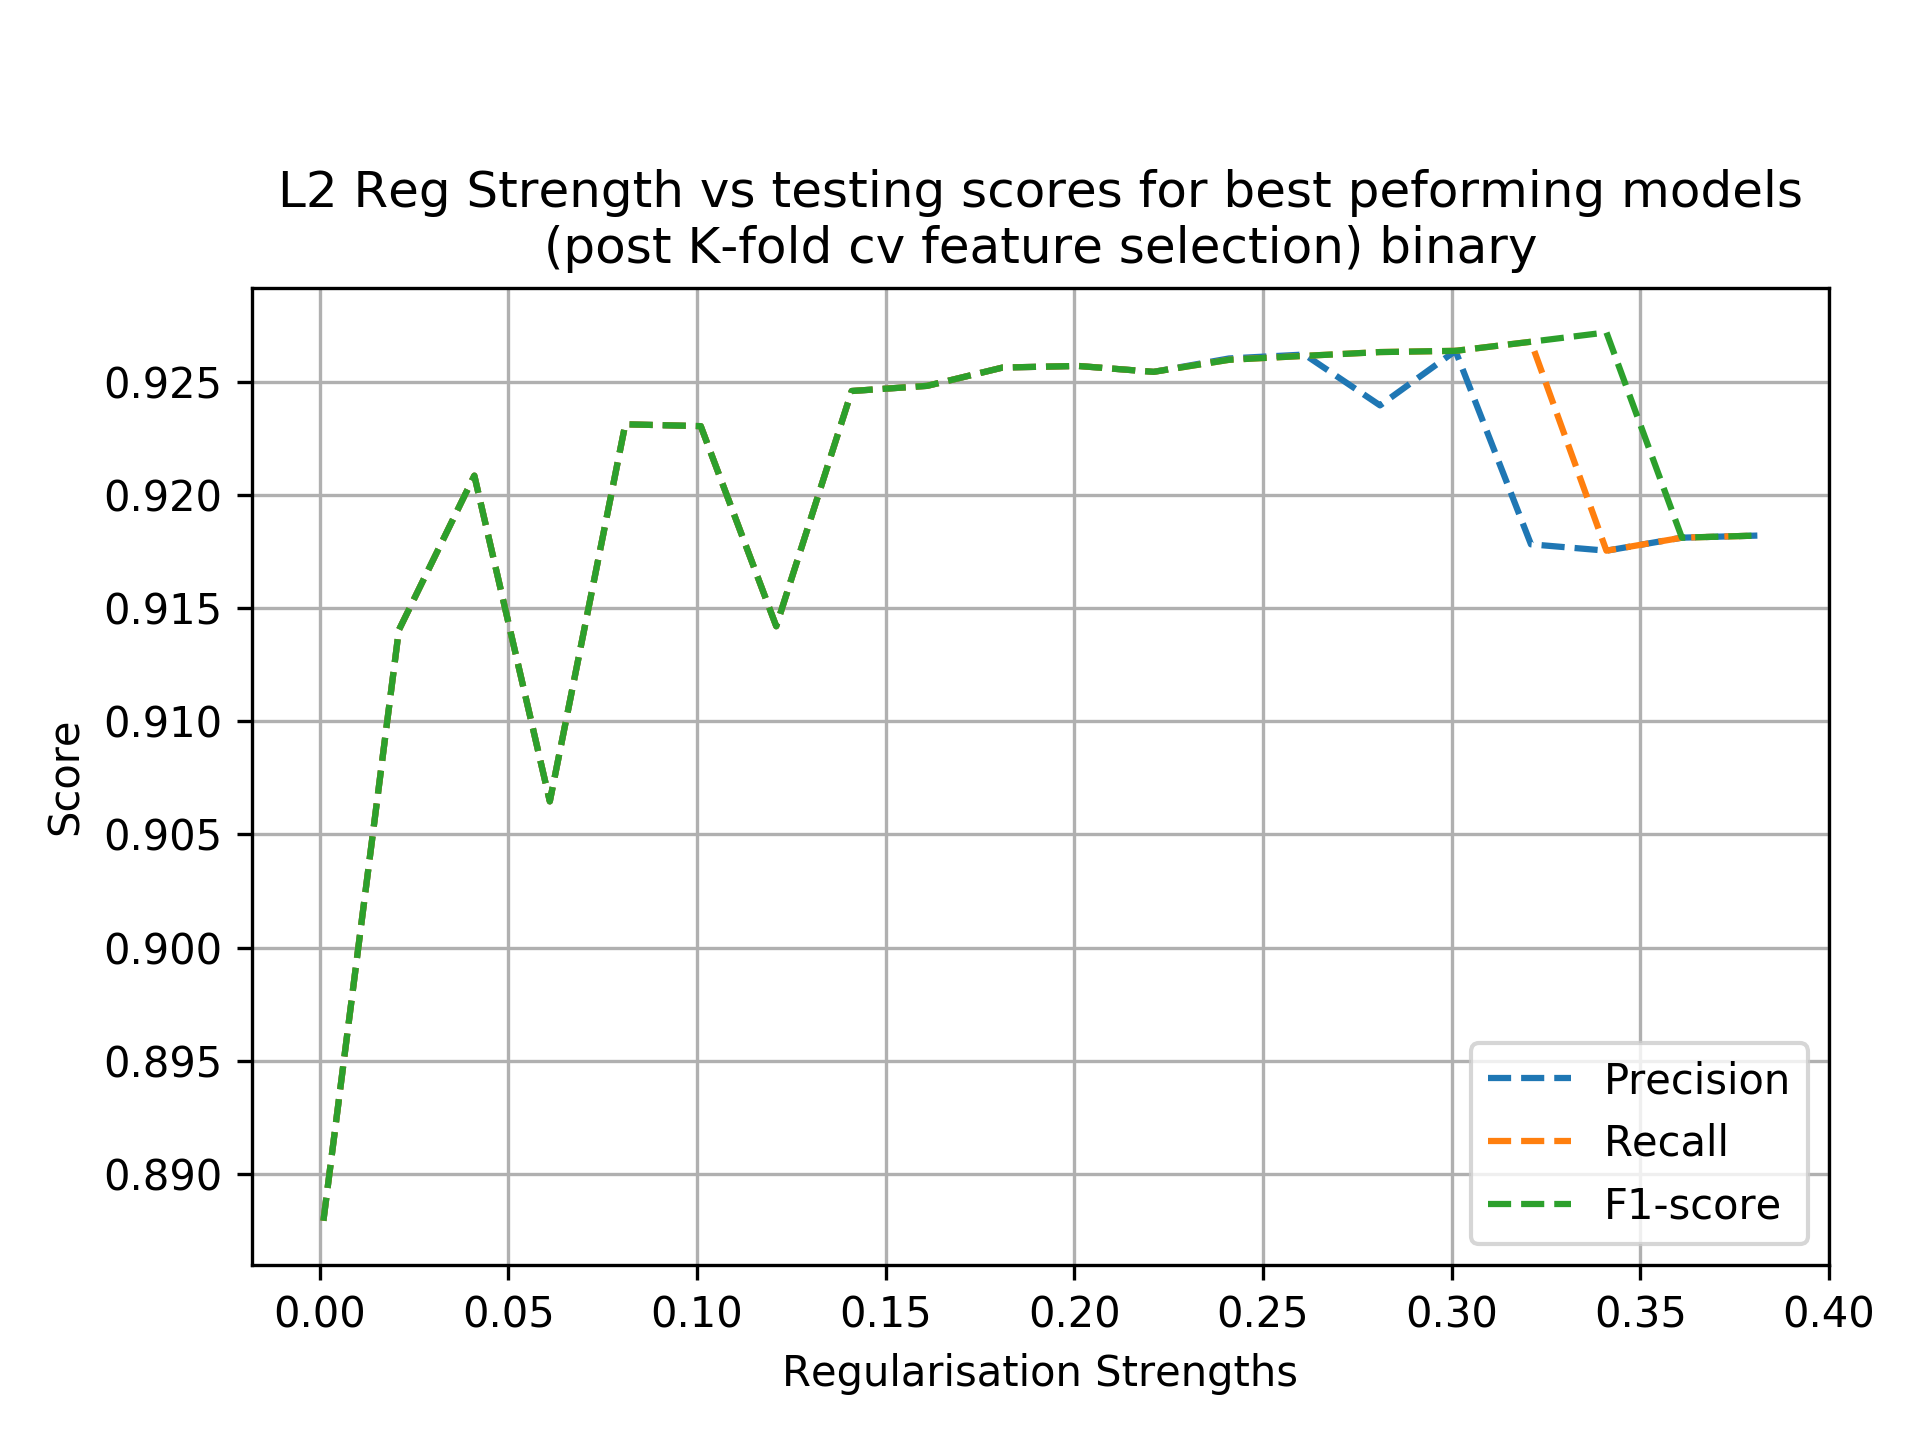 L2 Reg Strength vs testing scores for best peforming models
(post K-fold cv feature selection) binary
0.925
0.920
0.915
0.910
0.905
0.900
0.895
0.890
Score
Precision
Recall
F1-score
0.00 0.05 0.10 0.15 0.20 0.25 0.30 0.35 0.40
Regularisation Strengths